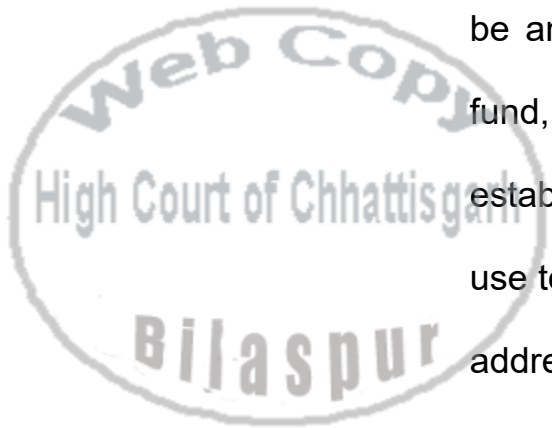 be ar
Web Copy
fund,
High Court of Chhattisgarh
estab
use to
Bilaspur
addre